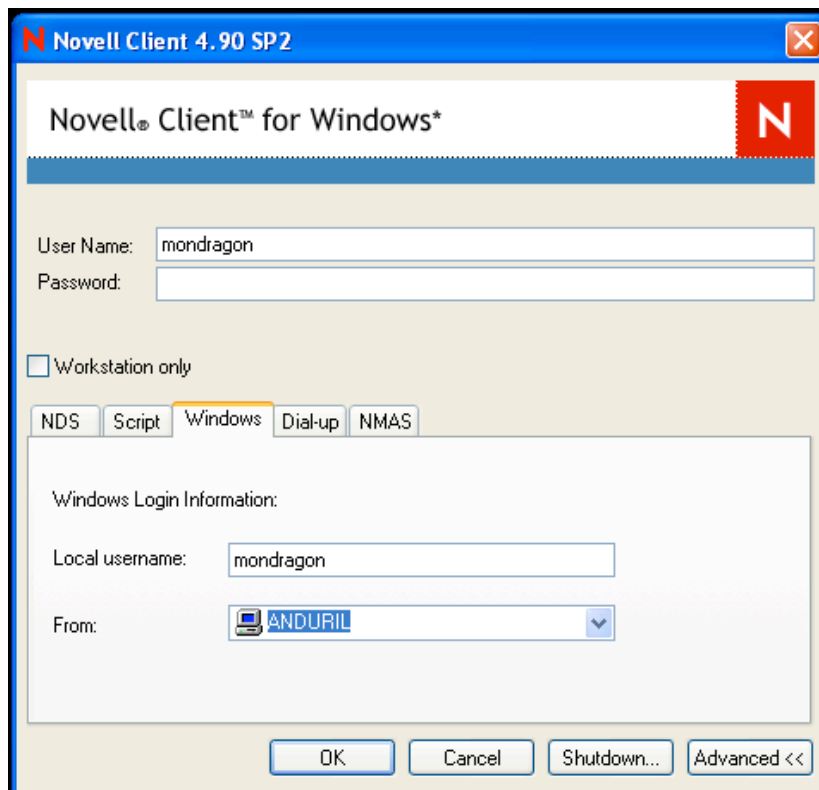 N Novell Client 4.90 SP2
Novell® Client™ for Windows*
N
User Name: mondragon
Password:
Workstation only
NDS Script Windows Dial-up NMAS
Windows Login Information:
Local username: mondragon
From: ANDURIL
OK Cancel Shutdown... Advanced <<